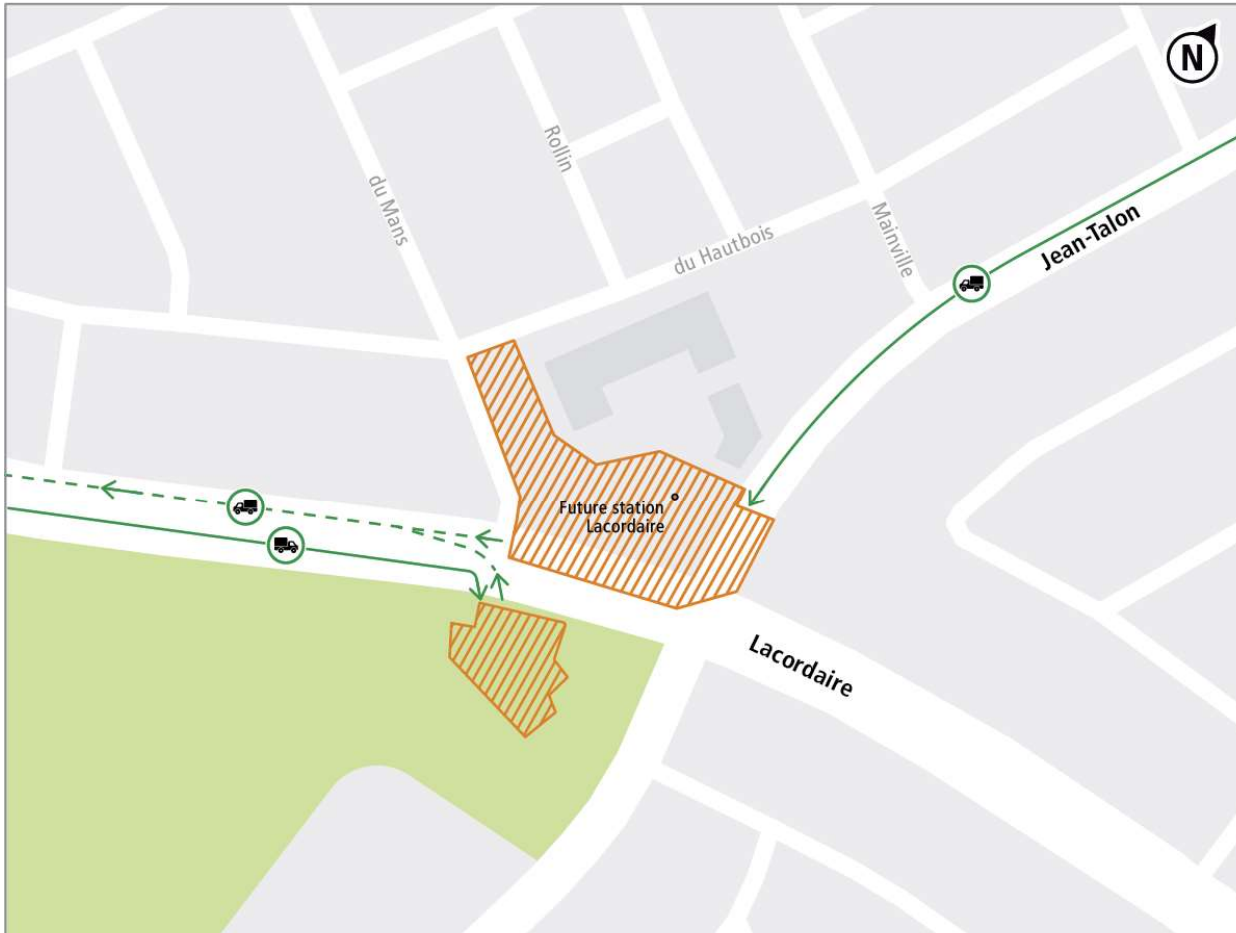 N
Rollin
du Mans
du Hautbois
Mainville
Jean-Talon
Future station
Lacordaire
Lacordaire